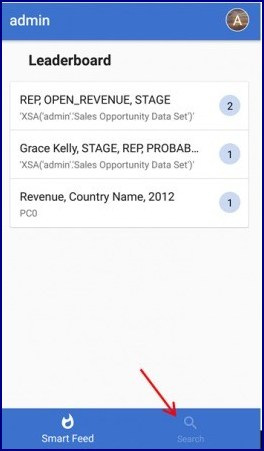 admin
A
Leaderboard
REP, OPEN_REVENUE, STAGE
2
'XSA('admin'.'Sales Opportunity Data Set')'
Grace Kelly, STAGE, REP, PROBAB...
1
'XSA('admin'.'Sales Opportunity Data Set')'
Revenue, Country Name, 2012
1
PC0
Smart Feed
Search